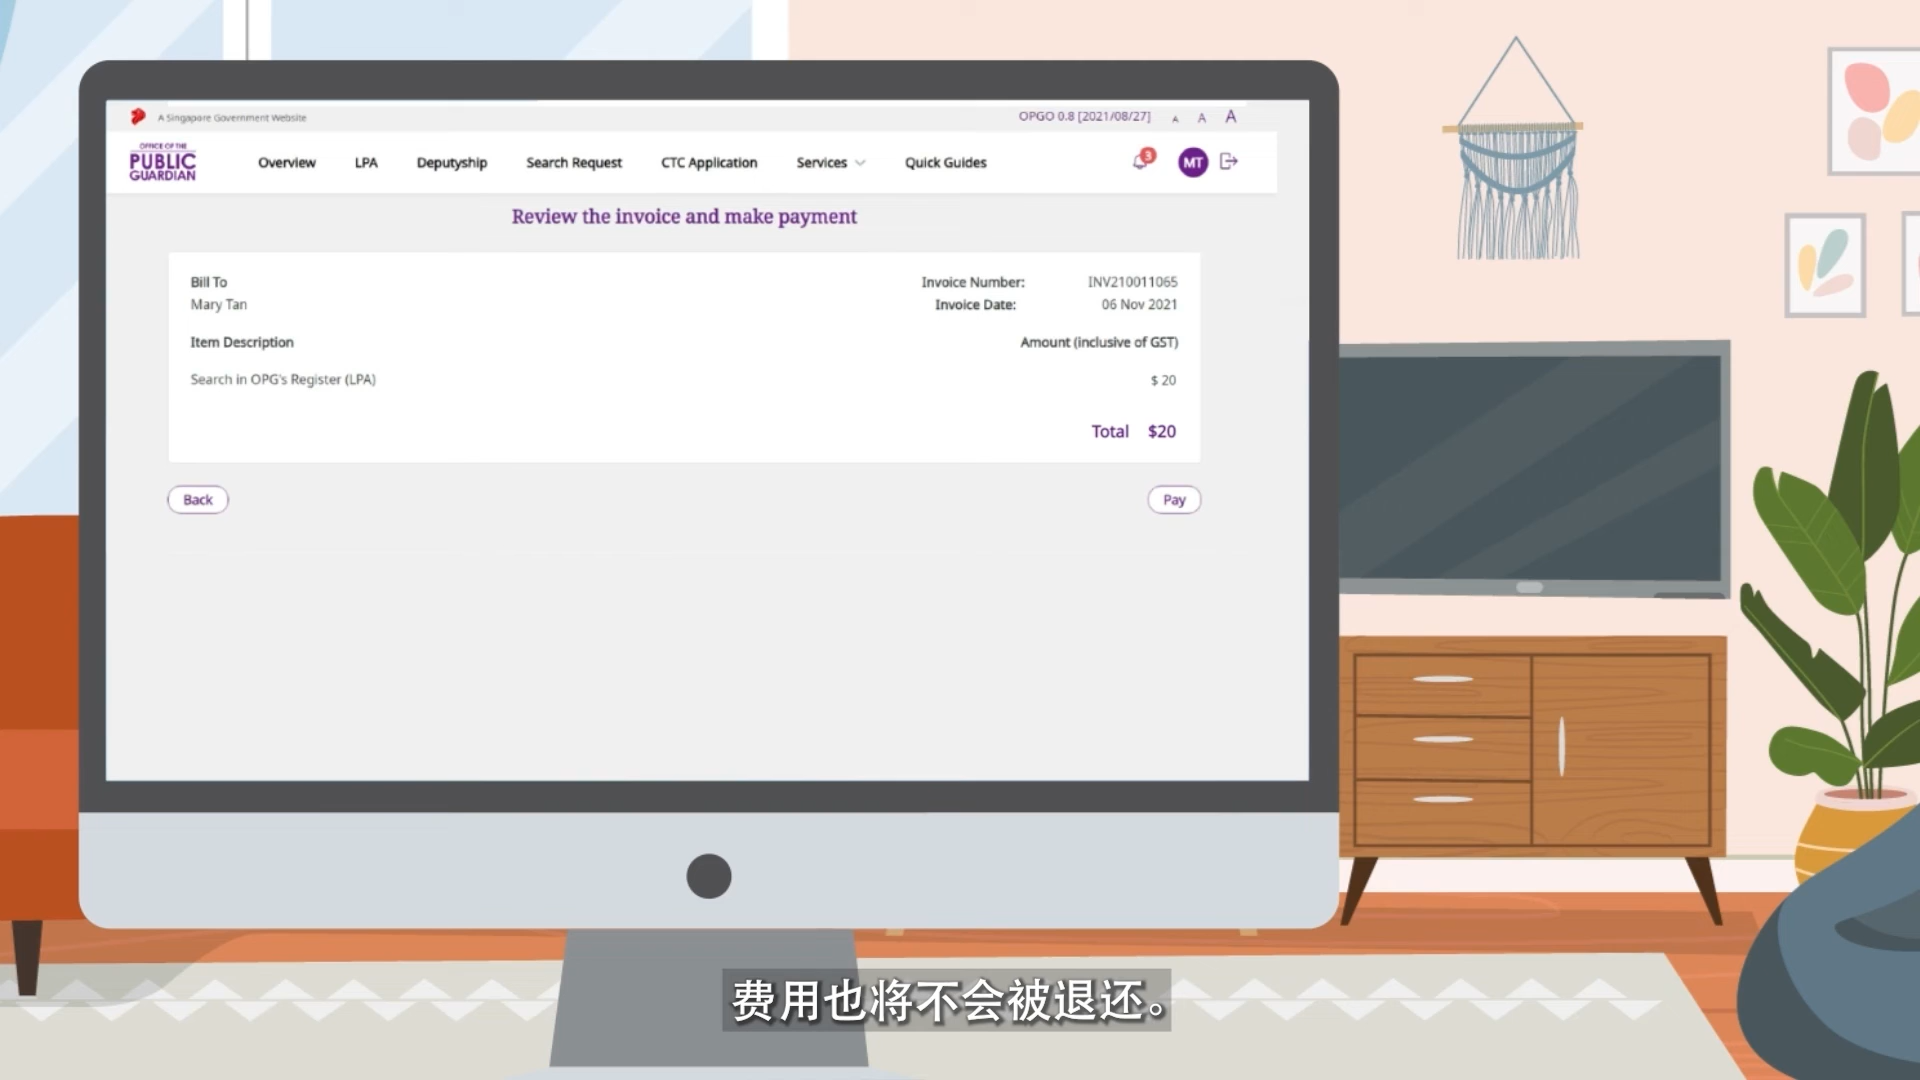 A Singapore Government Website
OPGO 0.8 [2021/08/27] A A A
OFFICE OF THE
PUBLIC
GUARDIAN
Overview LPA Deputyship Search Request CTC Application Services Quick Guides
3
MT
Review the invoice and make payment
Bill To
Mary Tan
Invoice Number: INV210011065
Invoice Date: 06 Nov 2021
Item Description Amount (inclusive of GST)
Search in OPG's Register (LPA) $ 20
Total $20
Back Pay
费用也将不会被退还。